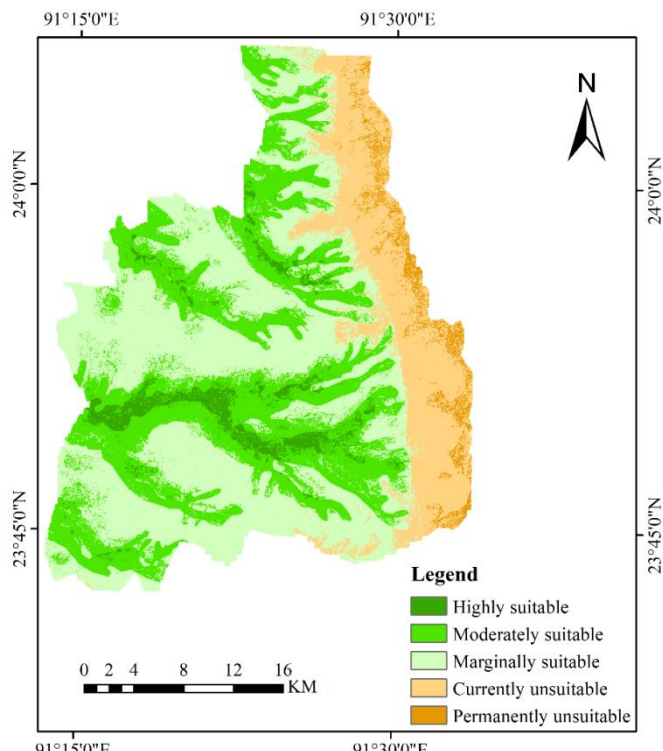 91°15'0"E 91°30'0"E
N
24°0'0"N 24°0'0"N
23°45'0"N 23°45'0"N
Legend
Highly suitable
Moderately suitable
Marginally suitable
Currently unsuitable
Permanently unsuitable
0 2 4 8 12 16
KM
91°15'0"E 91°30'0"E